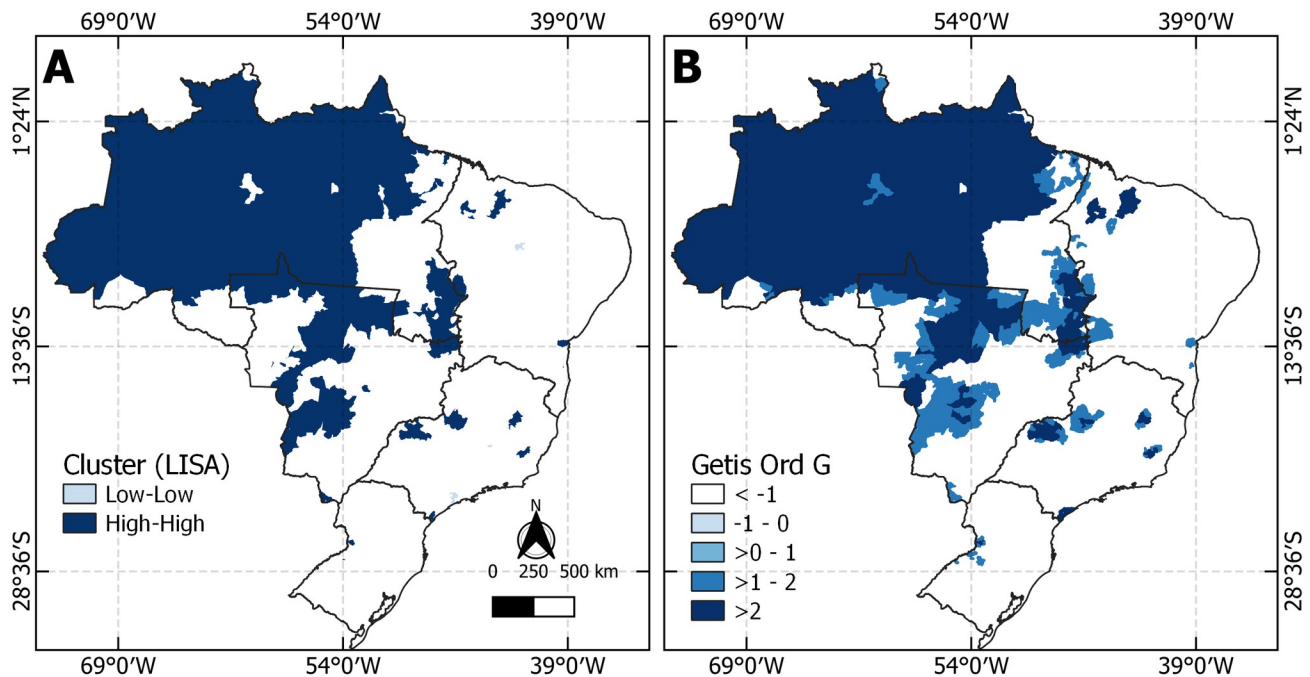 69°0′W 54°0′W 39°0′W 69°0′W 54°0′W 39°0′W
A B
1°24′N 1°24′N
13°36′S 13°36′S
28°36′S 28°36′S
Cluster (LISA)
Low-Low
High-High
N
0 250 500 km
Getis Ord G
< -1
-1 - 0
>0 - 1
>1 - 2
>2
69°0′W 54°0′W 39°0′W 69°0′W 54°0′W 39°0′W